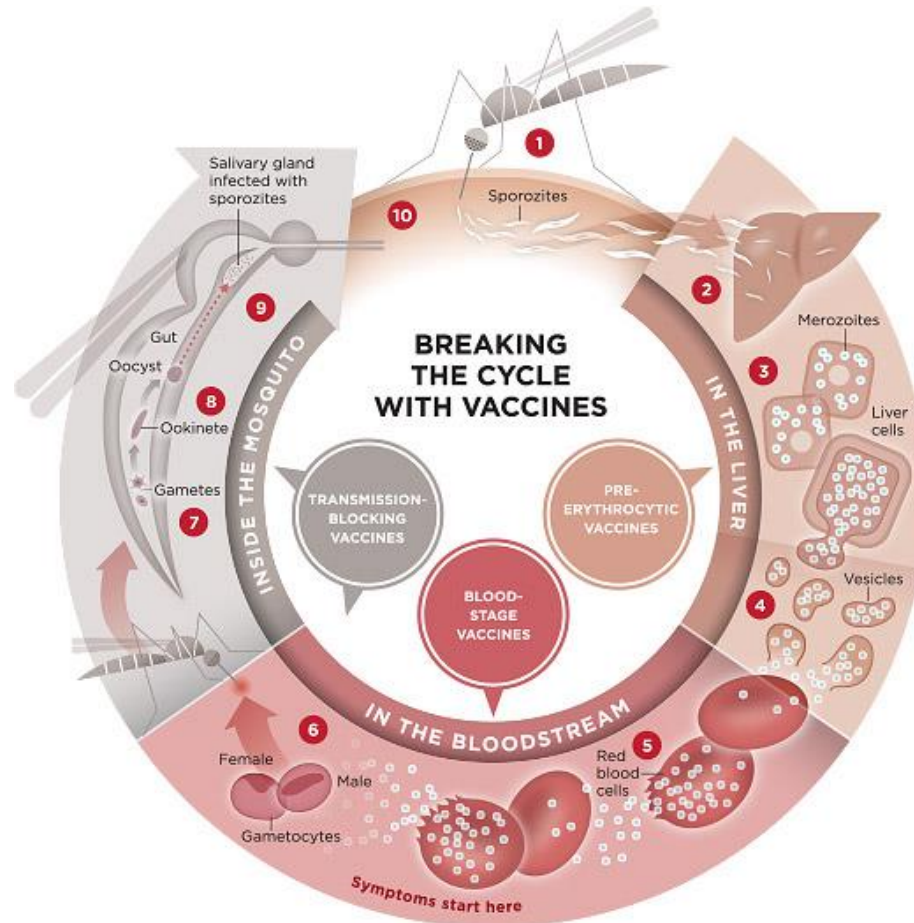 1
Salivary gland
infected with
sporozites
10
Sporozites
2
9
Merozoites
Gut
BREAKING
THE CYCLE
WITH VACCINES
3
Oocyst
8
Liver
cells
Ookinete
INSIDE THE MOSQUITO
IN THE LIVER
Gametes
7
TRANSMISSION-
BLOCKING
VACCINES
PRE-
ERYTHROCYTIC
VACCINES
Vesicles
BLOOD-
STAGE
VACCINES
4
IN THE BLOODSTREAM
6
5
Female
Male
Red
blood
cells
Gametocytes
Symptoms start here